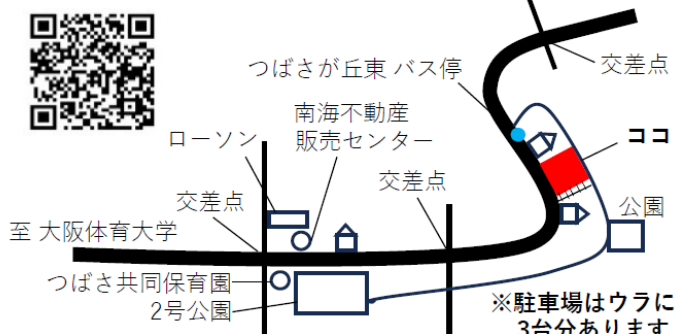 交差点
つばさが丘東 バス停
南海不動産
販売センター
ローソン
ココ
交差点
交差点
公園
至 大阪体育大学
つばさ共同保育園
2号公園
※駐車場はウラに
3台分あります